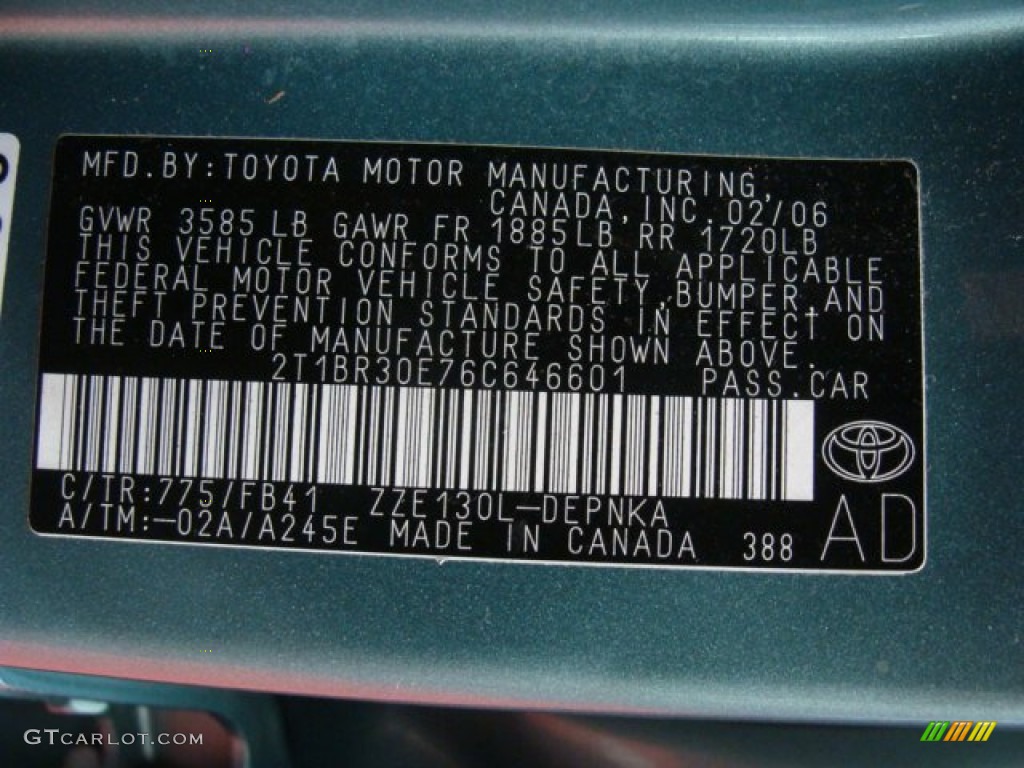 MFD.BY:TOYOTA MOTOR MANUFACTURING,
CANADA,INC.02/06
GVWR 3585 LB GAWR FR 1885LB RR 1720LB
THIS VEHICLE CONFORMS TO ALL APPLICABLE
FEDERAL MOTOR VEHICLE SAFETY,BUMPER,AND
THEFT PREVENTION STANDARDS IN EFFECT ON
THE DATE OF MANUFACTURE SHOWN ABOVE.
2T1BR30E76C646601 PASS.CAR
C/TR:775/FB41 ZZE130L-DEPNKA
A/TM:-02A/A245E MADE IN CANADA 388 AD
GTCARLOT.COM